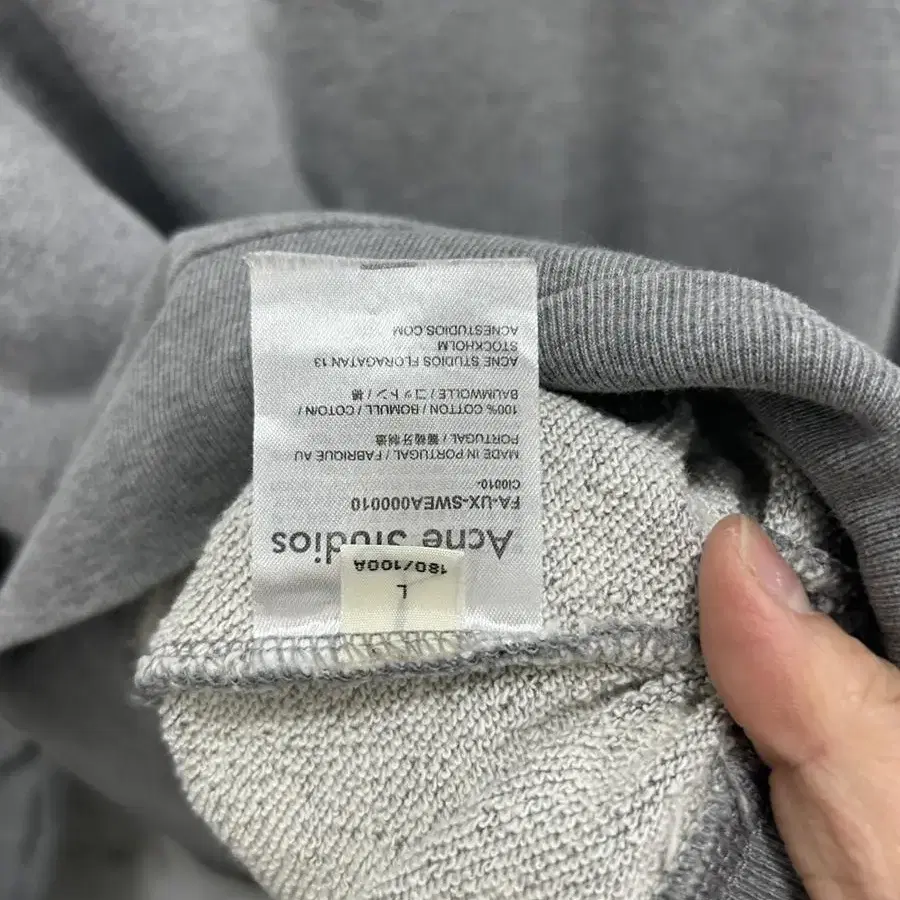 L
180/100A
Acne Studios
FA-UX-SWEA000010
CI0010-
MADE IN PORTUGAL / FABRIQUE AU
PORTUGAL / 葡萄牙制造
100% COTTON / BOMULL / COTON /
BAUMWOLLE / コットン / 棉
ACNE STUDIOS FLORAGATAN 13
STOCKHOLM
ACNESTUDIOS.COM